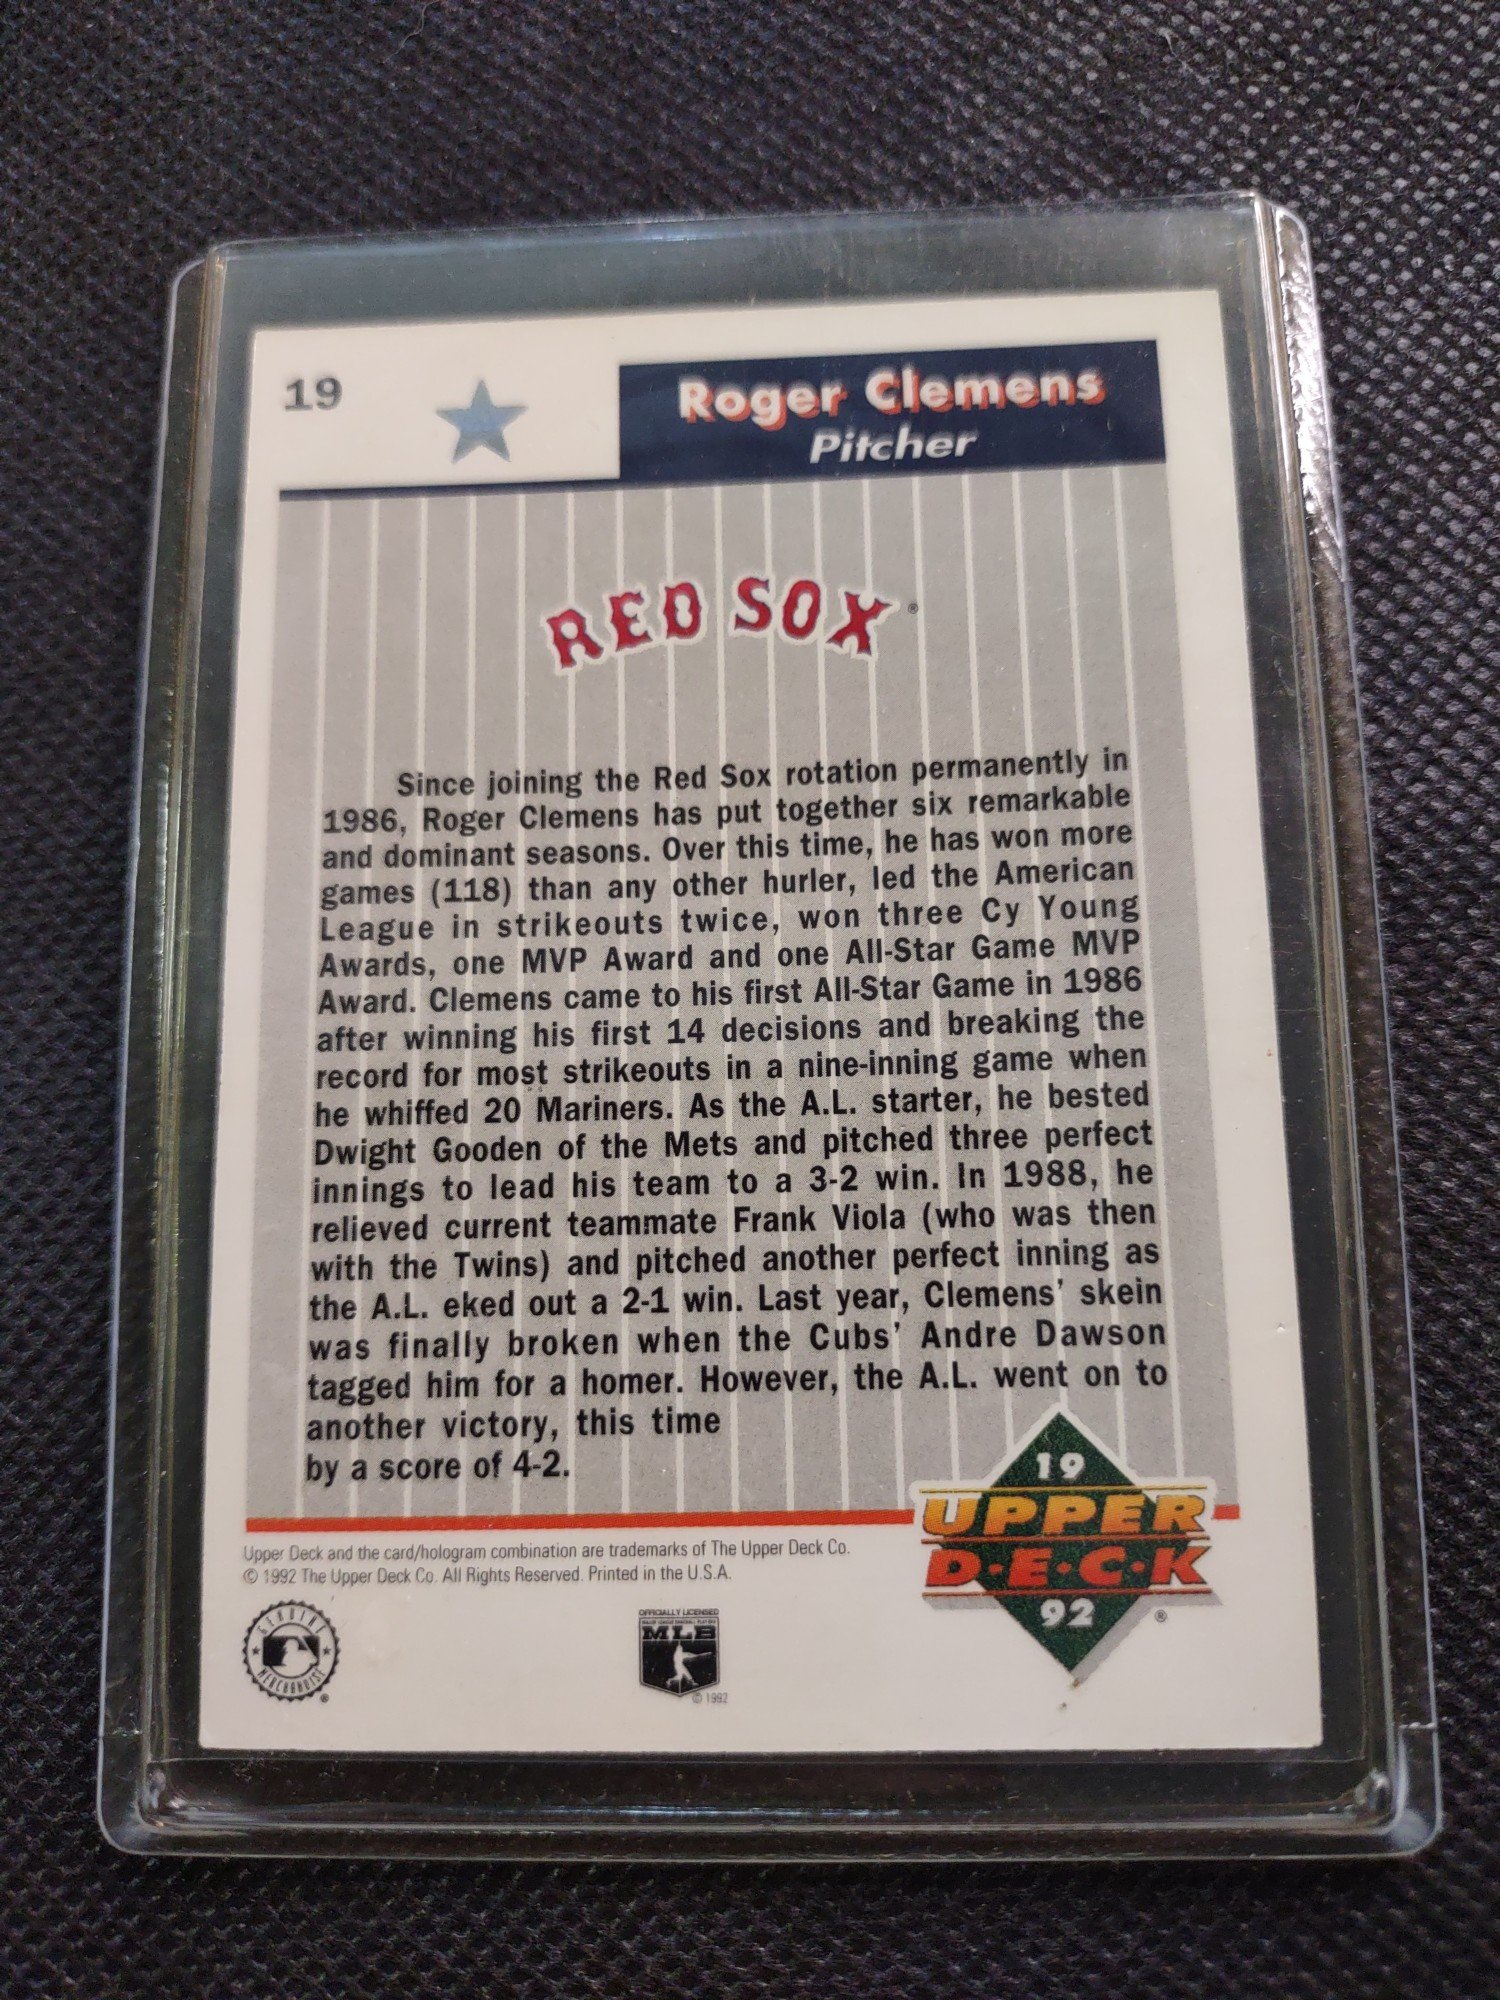 19
Roger Clemens
Pitcher
RED SOX ®
Since joining the Red Sox rotation permanently in
1986, Roger Clemens has put together six remarkable
and dominant seasons. Over this time, he has won more
games (118) than any other hurler, led the American
League in strikeouts twice, won three Cy Young
Awards, one MVP Award and one All-Star Game MVP
Award. Clemens came to his first All-Star Game in 1986
after winning his first 14 decisions and breaking the
record for most strikeouts in a nine-inning game when
he whiffed 20 Mariners. As the A.L. starter, he bested
Dwight Gooden of the Mets and pitched three perfect
innings to lead his team to a 3-2 win. In 1988, he
relieved current teammate Frank Viola (who was then
with the Twins) and pitched another perfect inning as
the A.L. eked out a 2-1 win. Last year, Clemens' skein
was finally broken when the Cubs' Andre Dawson
tagged him for a homer. However, the A.L. went on to
another victory, this time
by a score of 4-2.
19
UPPER
D·E·C·K
92 ®
Upper Deck and the card/hologram combination are trademarks of The Upper Deck Co.
© 1992 The Upper Deck Co. All Rights Reserved. Printed in the U.S.A.
GENUINE
MERCHANDISE ®
OFFICIALLY LICENSED
MAJOR LEAGUE BASEBALL PLAYERS
MLB
© 1992